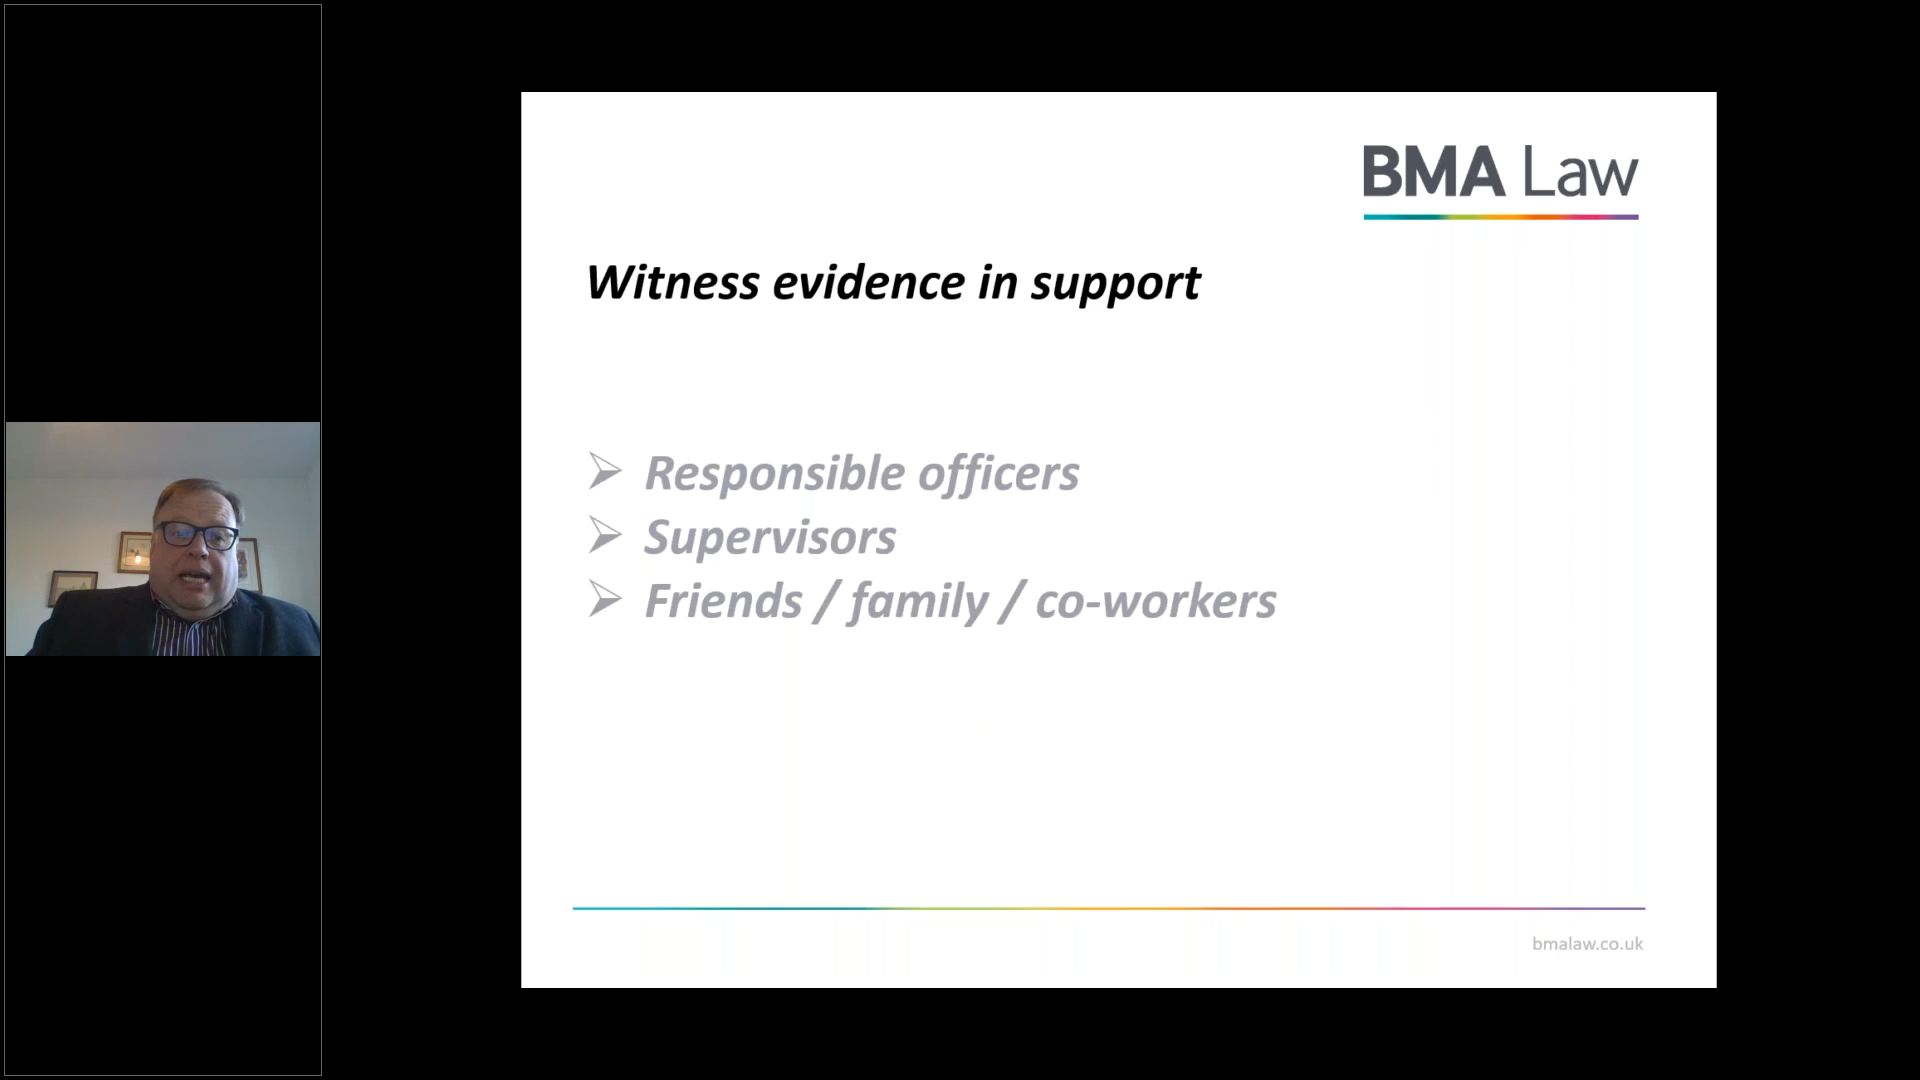 BMA Law
Witness evidence in support
Responsible officers
Supervisors
Friends / family / co-workers
bmalaw.co.uk